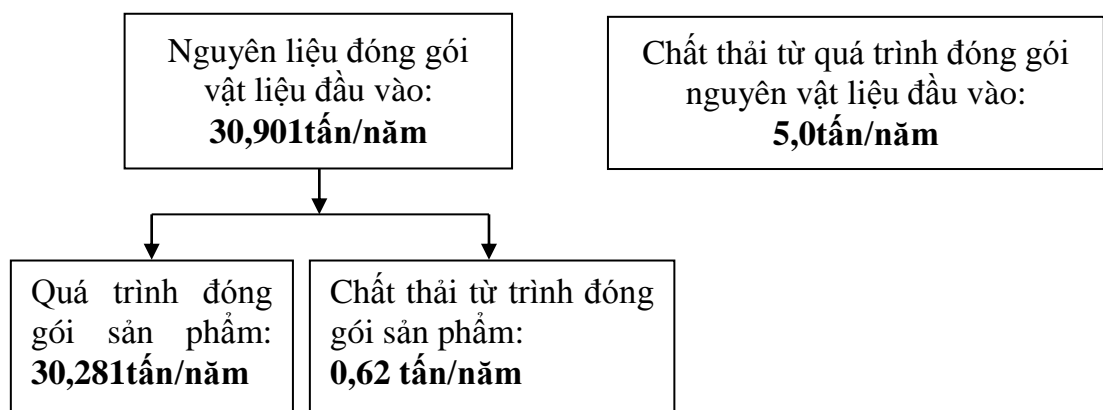 Nguyên liệu đóng gói
vật liệu đầu vào:
30,901tấn/năm
Chất thải từ quá trình đóng gói
nguyên vật liệu đầu vào:
5,0tấn/năm
Quá trình đóng
gói sản phẩm:
30,281tấn/năm
Chất thải từ trình đóng
gói sản phẩm:
0,62 tấn/năm